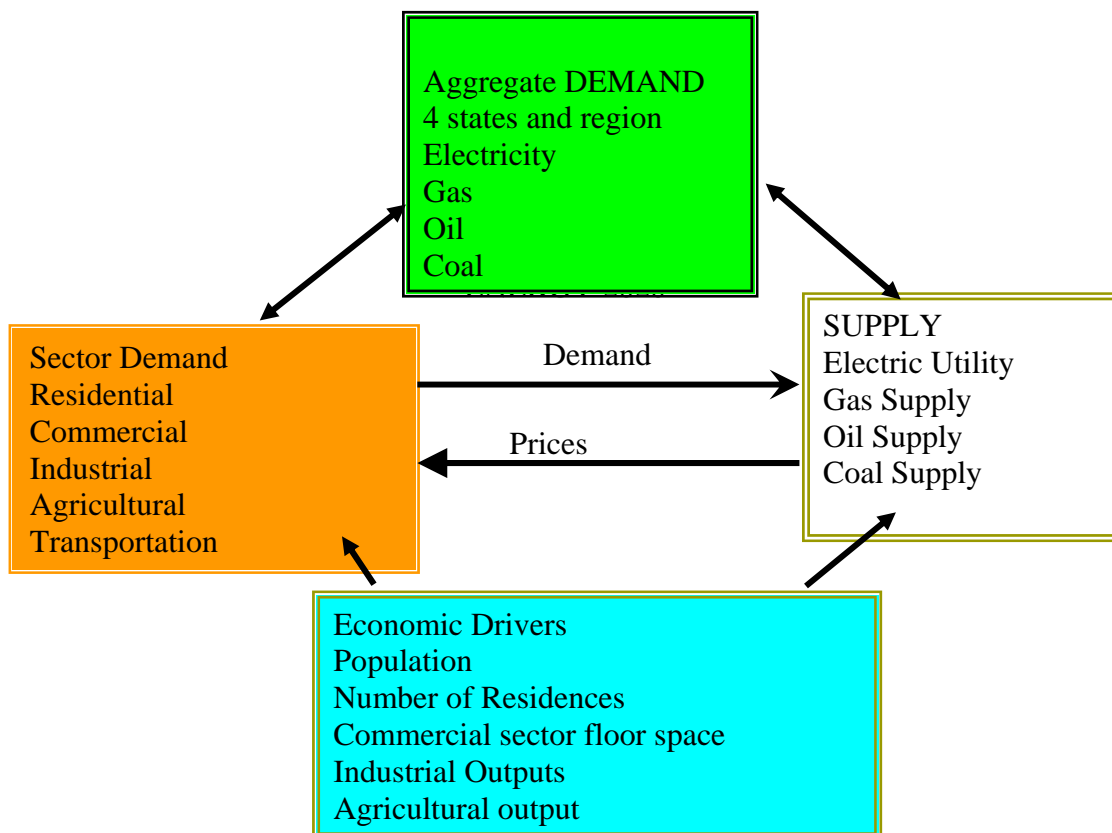 Aggregate DEMAND
4 states and region
Electricity
Gas
Oil
Coal
Sector Demand
Residential
Commercial
Industrial
Agricultural
Transportation
Demand
Prices
SUPPLY
Electric Utility
Gas Supply
Oil Supply
Coal Supply
Economic Drivers
Population
Number of Residences
Commercial sector floor space
Industrial Outputs
Agricultural output